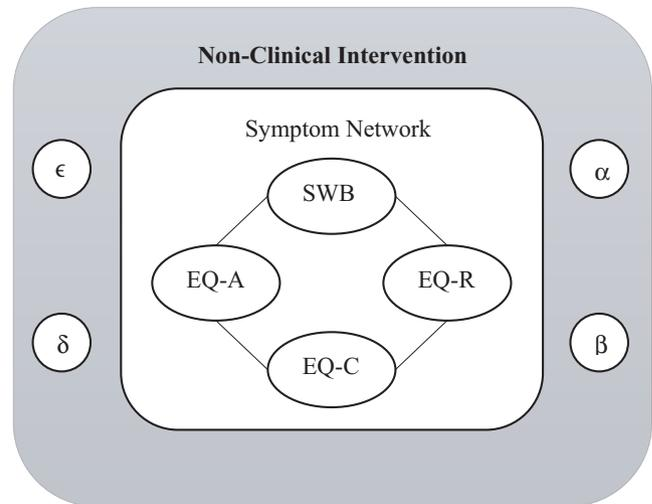 Non-Clinical Intervention
Symptom Network
ϵ
SWB
α
EQ-A
EQ-R
δ
EQ-C
β